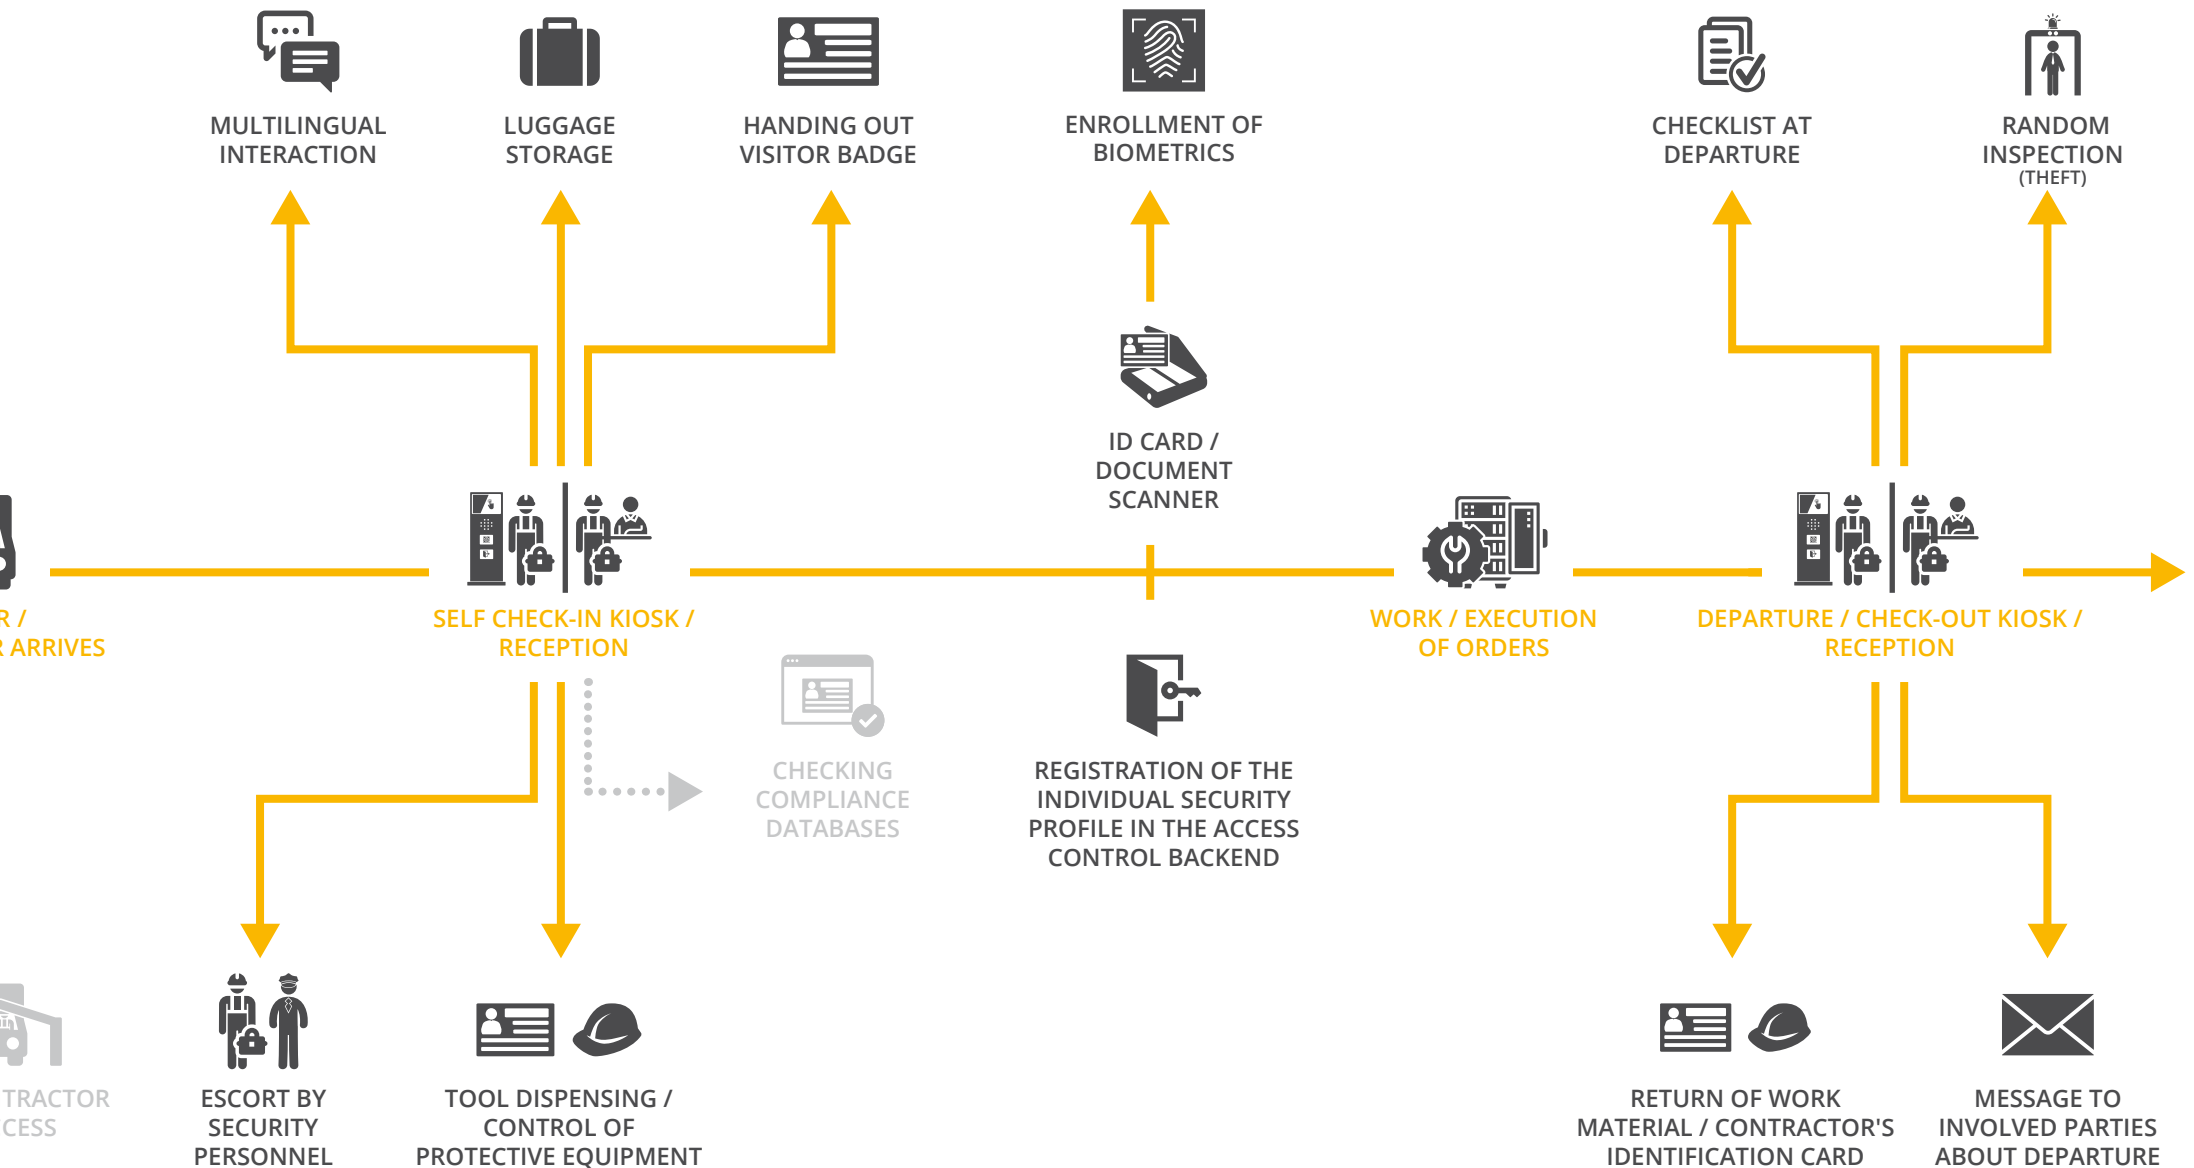 MULTILINGUAL
INTERACTION
LUGGAGE
STORAGE
HANDING OUT
VISITOR BADGE
ENROLLMENT OF
BIOMETRICS
CHECKLIST AT
DEPARTURE
RANDOM
INSPECTION
(THEFT)
ID CARD /
DOCUMENT
SCANNER
R /
R ARRIVES
SELF CHECK-IN KIOSK /
RECEPTION
WORK / EXECUTION
OF ORDERS
DEPARTURE / CHECK-OUT KIOSK /
RECEPTION
CHECKING
COMPLIANCE
DATABASES
REGISTRATION OF THE
INDIVIDUAL SECURITY
PROFILE IN THE ACCESS
CONTROL BACKEND
TRACTOR
CESS
ESCORT BY
SECURITY
PERSONNEL
TOOL DISPENSING /
CONTROL OF
PROTECTIVE EQUIPMENT
RETURN OF WORK
MATERIAL / CONTRACTOR'S
IDENTIFICATION CARD
MESSAGE TO
INVOLVED PARTIES
ABOUT DEPARTURE